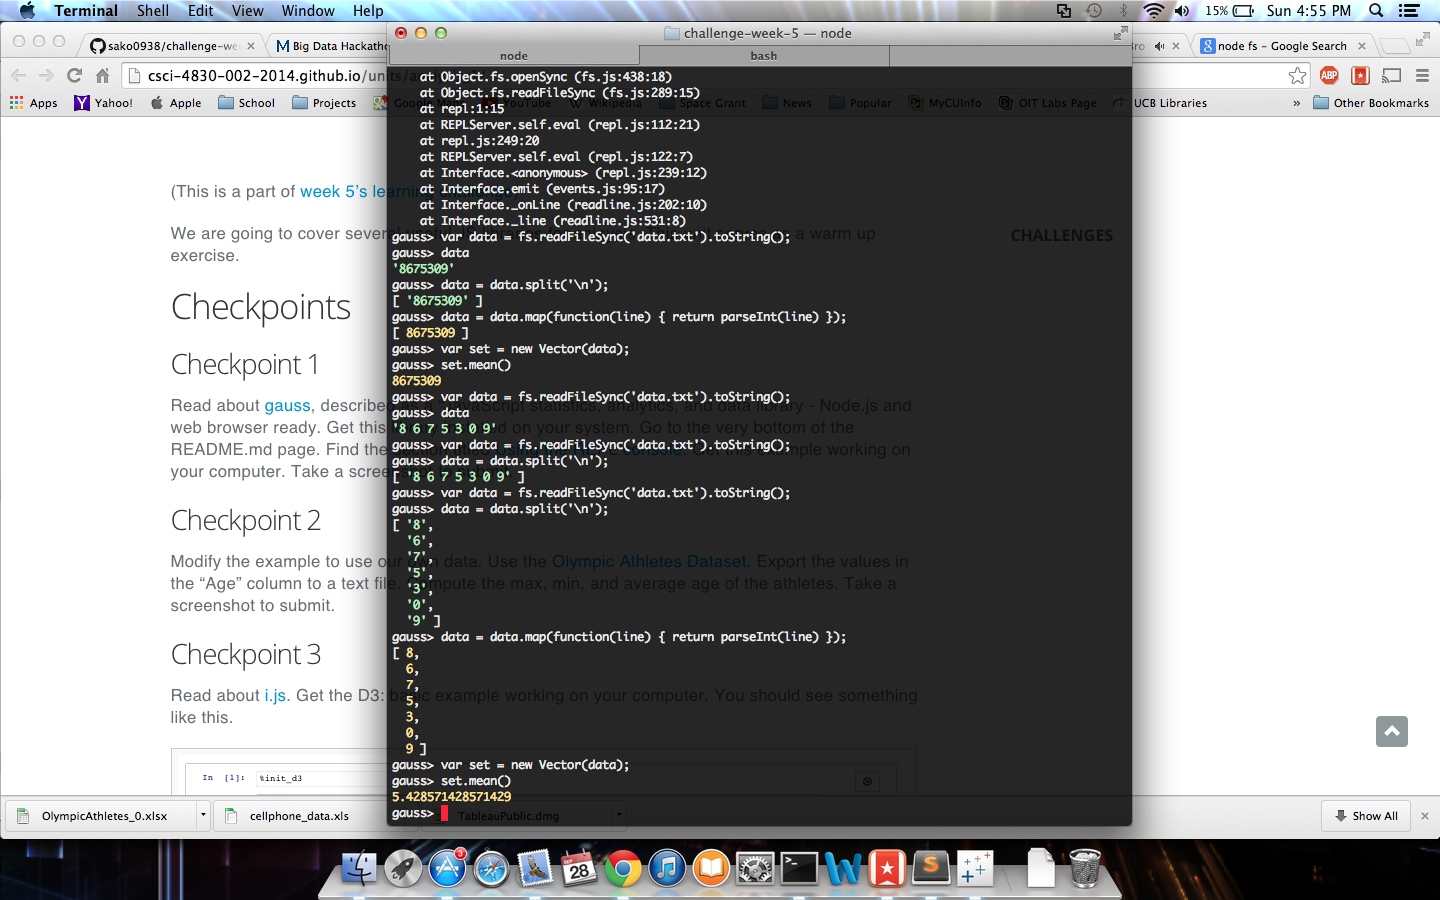 Terminal Shell Edit View Window Help
15% Sun 4:55 PM
sako0938/challenge-we
Big Data Hackatho
challenge-week-5 — node
node fs - Google Search
node bash
csci-4830-002-2014.github.io/units/
Apps Yahoo! Apple School Projects Google Maps YouTube Space Grant News Popular MyCUInfo OIT Labs Page UCB Libraries » Other Bookmarks
at Object.fs.openSync (fs.js:438:18)
at Object.fs.readFileSync (fs.js:289:15)
at repl:1:15
at REPLServer.self.eval (repl.js:112:21)
at repl.js:249:20
at REPLServer.self.eval (repl.js:122:7)
at Interface.<anonymous> (repl.js:239:12)
at Interface.emit (events.js:95:17)
at Interface._onLine (readline.js:202:10)
at Interface._line (readline.js:531:8)
gauss> var data = fs.readFileSync('data.txt').toString();
gauss> data
'8675309'
gauss> data = data.split('\n');
[ '8675309' ]
gauss> data = data.map(function(line) { return parseInt(line) });
[ 8675309 ]
gauss> var set = new Vector(data);
gauss> set.mean()
8675309
gauss> var data = fs.readFileSync('data.txt').toString();
gauss> data
'8 6 7 5 3 0 9'
gauss> var data = fs.readFileSync('data.txt').toString();
gauss> data = data.split('\n');
[ '8 6 7 5 3 0 9' ]
gauss> var data = fs.readFileSync('data.txt').toString();
gauss> data = data.split('\n');
[ '8',
'6',
'7',
'5',
'3',
'0',
'9' ]
gauss> data = data.map(function(line) { return parseInt(line) });
[ 8,
6,
7,
5,
3,
0,
9 ]
gauss> var set = new Vector(data);
gauss> set.mean()
5.428571428571429
gauss>
(This is a part of week 5's learning
We are going to cover several a warm up
exercise.
CHALLENGES
Checkpoints
Checkpoint 1
Read about gauss, described JavaScript statistics, analytics, and data library - Node.js and
web browser ready. Get this on your system. Go to the very bottom of the
README.md page. Find the example working on
your computer. Take a
Checkpoint 2
Modify the example to use our own data. Use the Olympic Athletes Dataset. Export the values in
the “Age” column to a text file. Compute the max, min, and average age of the athletes. Take a
screenshot to submit.
Checkpoint 3
Read about i.js. Get the D3: basic example working on your computer. You should see something
like this.
In [1]: %init_d3
OlympicAthletes_0.xlsx cellphone_data.xls TableauPublic.dmg Show All
3
SEP
28